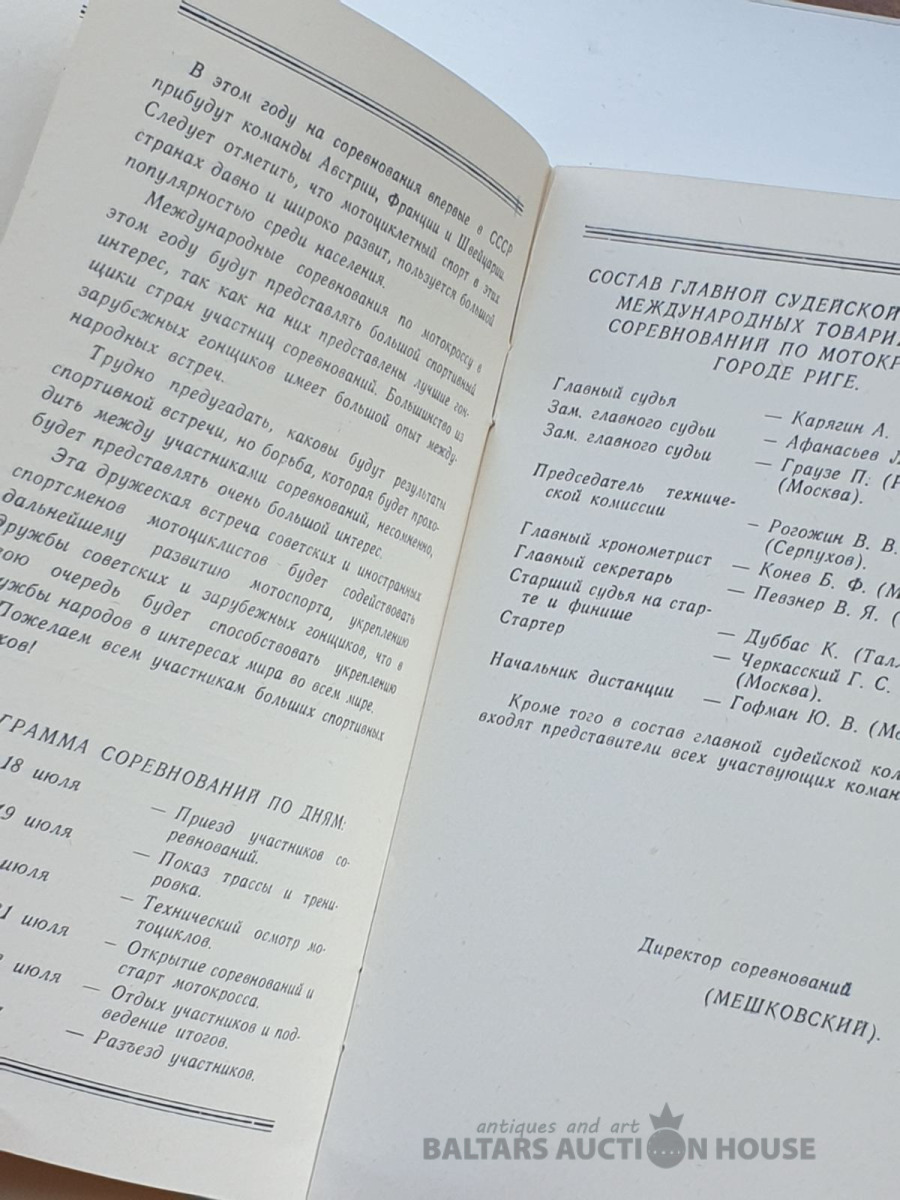 В этом году на соревнования впервые в СССР
прибудут команды Австрии, Франции и Швейцарии.
Следует отметить, что мотоциклетный спорт в этих
странах давно и широко развит, пользуется большой
популярностью среди населения.
Международные соревнования по мотокроссу в
этом году будут представлять большой спортивный
интерес, так как на них представлены лучшие гон-
щики стран участниц соревнований. Большинство из
зарубежных гонщиков имеет большой опыт между-
народных встреч.
Трудно предугадать, каковы будут результаты
спортивной встречи, но борьба, которая будет прохо-
дить между участниками соревнований, несомненно,
будет представлять очень большой интерес.
Эта дружеская встреча советских и иностранных
спортсменов мотоциклистов будет содействовать
дальнейшему развитию мотоспорта, укреплению
дружбы советских и зарубежных гонщиков, что в
вою очередь будет способствовать укреплению
ужбы народов в интересах мира во всем мире.
Пожелаем всем участникам больших спортивных
хов!
ГРАММА СОРЕВНОВАНИЙ ПО ДНЯМ:
18 июля — Приезд участников со-
ревнований.
19 июля — Показ трассы и трени-
ровка.
июля — Технический осмотр мо-
тоциклов.
21 июля — Открытие соревнований и
старт мотокросса.
июля — Отдых участников и под-
ведение итогов.
— Разъезд участников.
СОСТАВ ГЛАВНОЙ СУДЕЙСКОЙ
МЕЖДУНАРОДНЫХ ТОВАРИ
СОРЕВНОВАНИЙ ПО МОТОКР
ГОРОДЕ РИГЕ.
Главный судья — Карягин А.
Зам. главного судьи — Афанасьев Л
Зам. главного судьи — Граузе П. (Р
(Москва).
Председатель техниче-
ской комиссии — Рогожин В. В.
(Серпухов).
Главный хронометрист — Конев Б. Ф. (М
Главный секретарь — Певзнер В. Я. (
Старший судья на стар-
те и финише — Дуббас К. (Талл
Стартер — Черкасский Г. С.
(Москва).
Начальник дистанции — Гофман Ю. В. (Мо
Кроме того в состав главной судейской кол
входят представители всех участвующих коман
Директор соревнований
(МЕШКОВСКИЙ).
antiques and art
BALTARS AUCTION HOUSE